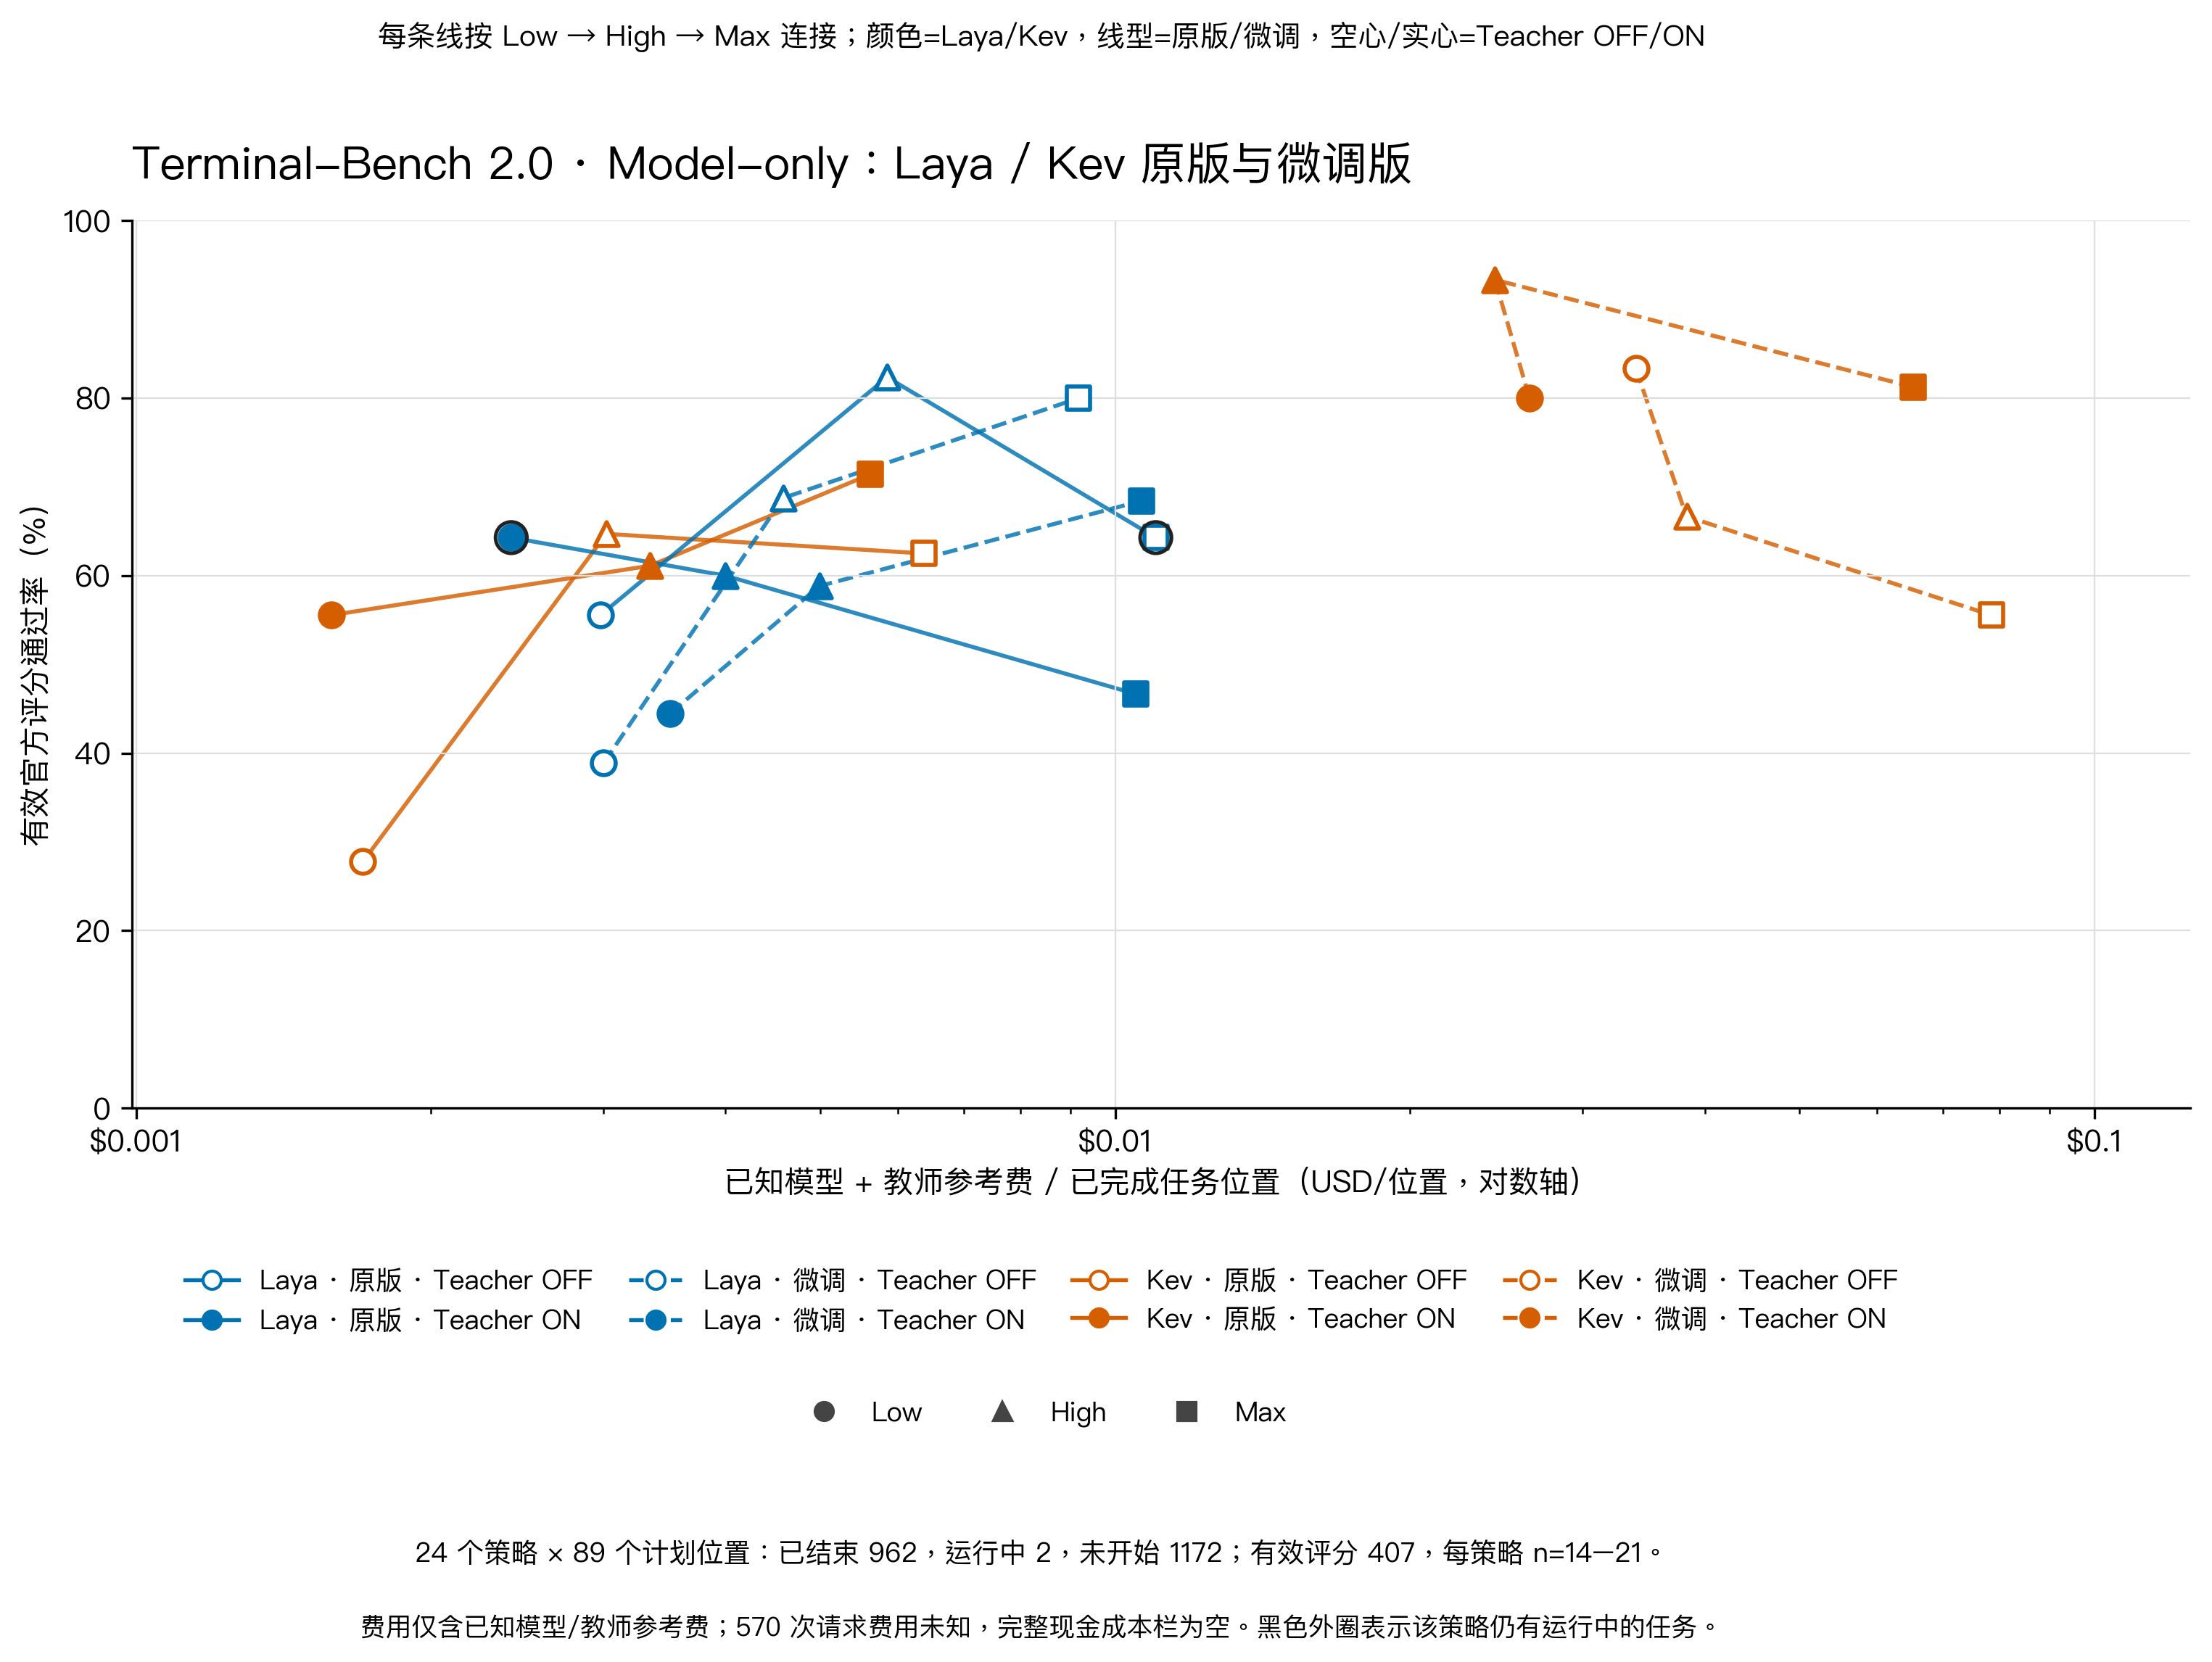 每条线按 Low → High → Max 连接；颜色=Laya/Kev，线型=原版/微调，空心/实心=Teacher OFF/ON
Terminal–Bench 2.0 · Model–only：Laya / Kev 原版与微调版
有效官方评分通过率（%）
100
80
60
40
20
0
$0.001
$0.01
$0.1
已知模型 + 教师参考费 / 已完成任务位置（USD/位置，对数轴）
Laya · 原版 · Teacher OFF
Laya · 微调 · Teacher OFF
Kev · 原版 · Teacher OFF
Kev · 微调 · Teacher OFF
Laya · 原版 · Teacher ON
Laya · 微调 · Teacher ON
Kev · 原版 · Teacher ON
Kev · 微调 · Teacher ON
Low
High
Max
24 个策略 × 89 个计划位置：已结束 962，运行中 2，未开始 1172；有效评分 407，每策略 n=14—21。
费用仅含已知模型/教师参考费；570 次请求费用未知，完整现金成本栏为空。黑色外圈表示该策略仍有运行中的任务。